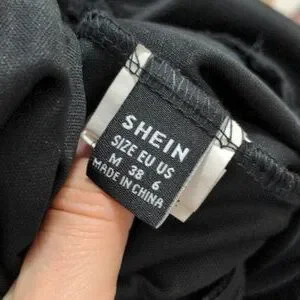 SHEIN
SIZE EU US
M 38 6
MADE IN CHINA